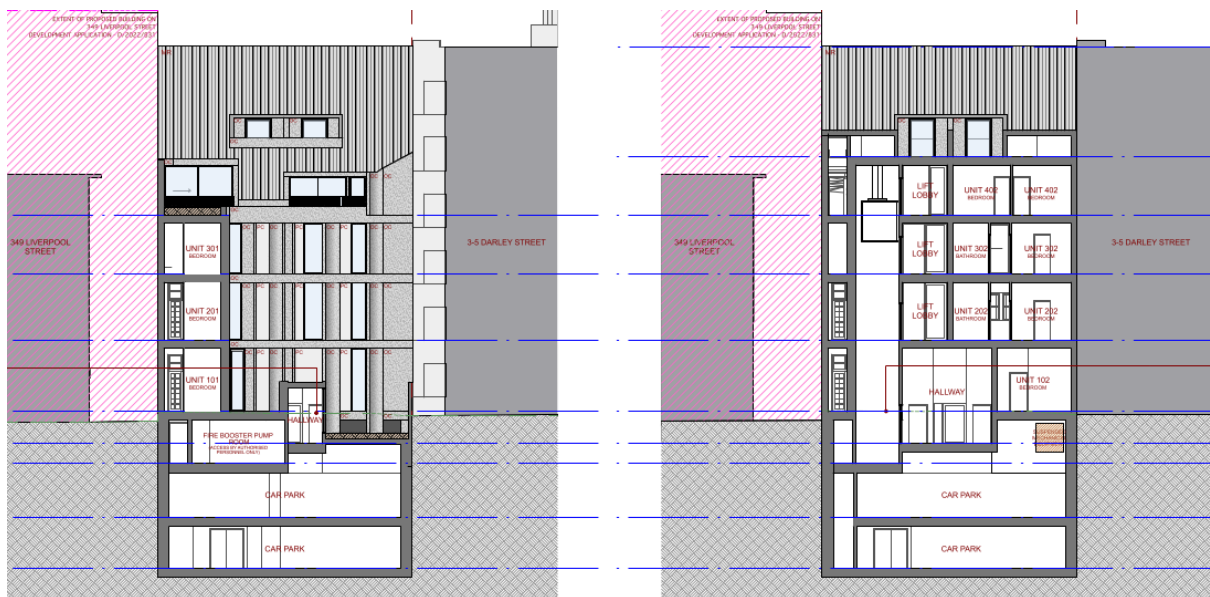 EXTENT OF PROPOSED BUILDING ON
349 LIVERPOOL STREET
DEVELOPMENT APPLICATION - D/2022/831
MR
PC
PC
349 LIVERPOOL
STREET
3-5 DARLEY STREET
UNIT 301
BEDROOM
UNIT 201
BEDROOM
UNIT 101
BEDROOM
HALLWAY
FIRE BOOSTER PUMP
ROOM
(ACCESS BY AUTHORISED
PERSONNEL ONLY)
CAR PARK
CAR PARK
EXTENT OF PROPOSED BUILDING ON
349 LIVERPOOL STREET
DEVELOPMENT APPLICATION - D/2022/831
MR
349 LIVERPOOL
STREET
3-5 DARLEY STREET
LIFT
LOBBY
UNIT 402
BEDROOM
UNIT 402
BEDROOM
LIFT
LOBBY
UNIT 302
BATHROOM
UNIT 302
BEDROOM
LIFT
LOBBY
UNIT 202
BATHROOM
UNIT 202
BEDROOM
HALLWAY
UNIT 102
BEDROOM
SUSPENDED
MECHANICAL
CAR PARK
CAR PARK